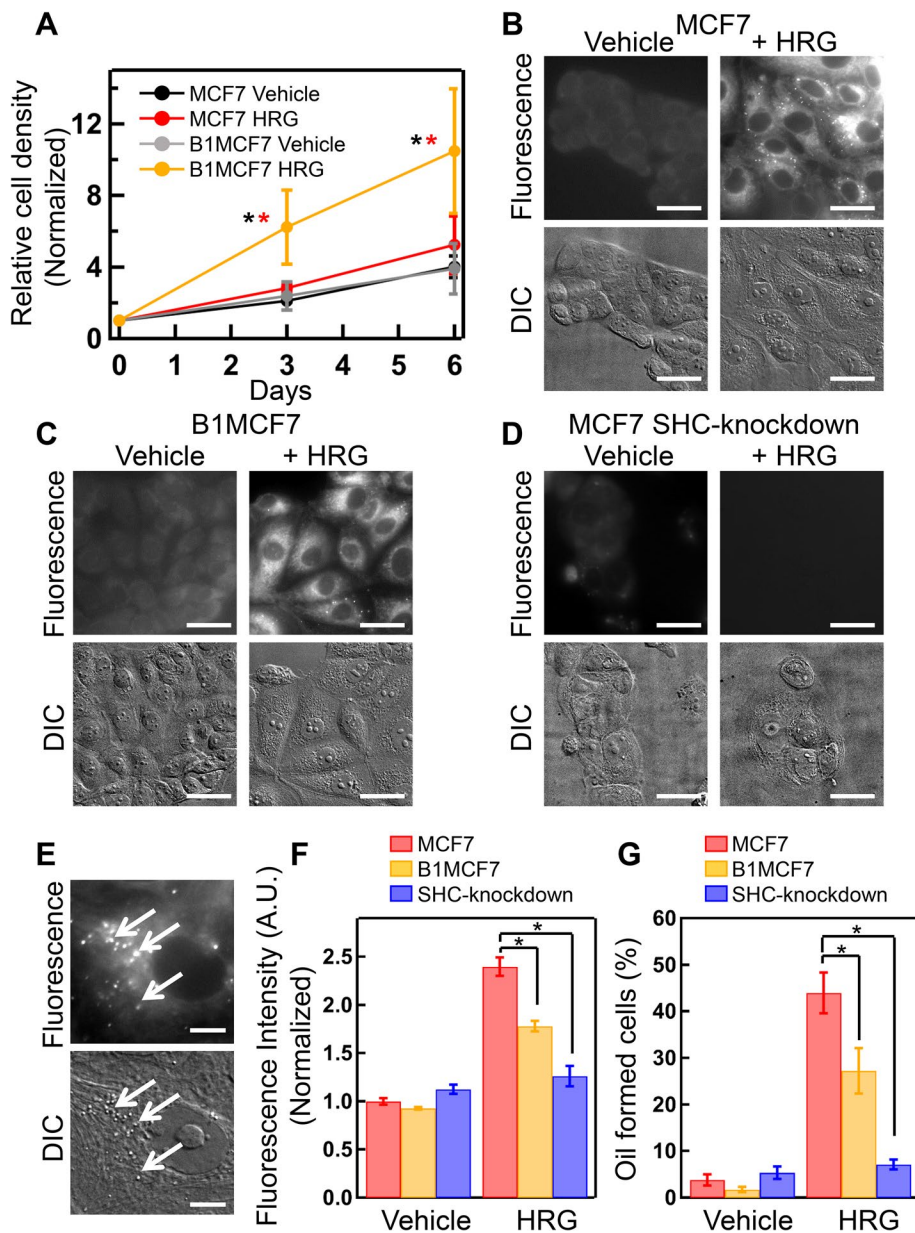 A
Relative cell density
(Normalized)
12
8
4
0
MCF7 Vehicle
MCF7 HRG
B1MCF7 Vehicle
B1MCF7 HRG
**
**
0 1 2 3 4 5 6
Days
B
MCF7
Vehicle + HRG
Fluorescence
DIC
C
B1MCF7
Vehicle + HRG
Fluorescence
DIC
D
MCF7 SHC-knockdown
Vehicle + HRG
Fluorescence
DIC
E
Fluorescence
DIC
F
MCF7
B1MCF7
SHC-knockdown
Fluorescence Intensity (A.U.)
(Normalized)
2.5
2.0
1.5
1.0
0.5
0.0
*
*
Vehicle HRG
G
MCF7
B1MCF7
SHC-knockdown
Oil formed cells (%)
60
50
40
30
20
10
0
*
*
Vehicle HRG